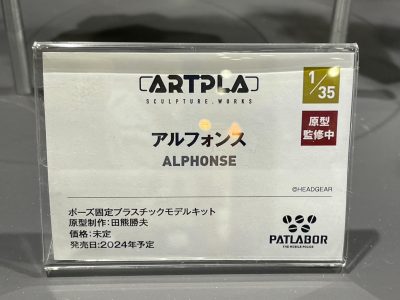 ARTPLA
SCULPTURE.WORKS
1/35
原型
監修中
アルフォンス
ALPHONSE
©HEADGEAR
ポーズ固定プラスチックモデルキット
原型制作:田熊勝夫
価格:未定
発売日:2024年予定
PATLABOR
THE MOBILE POLICE